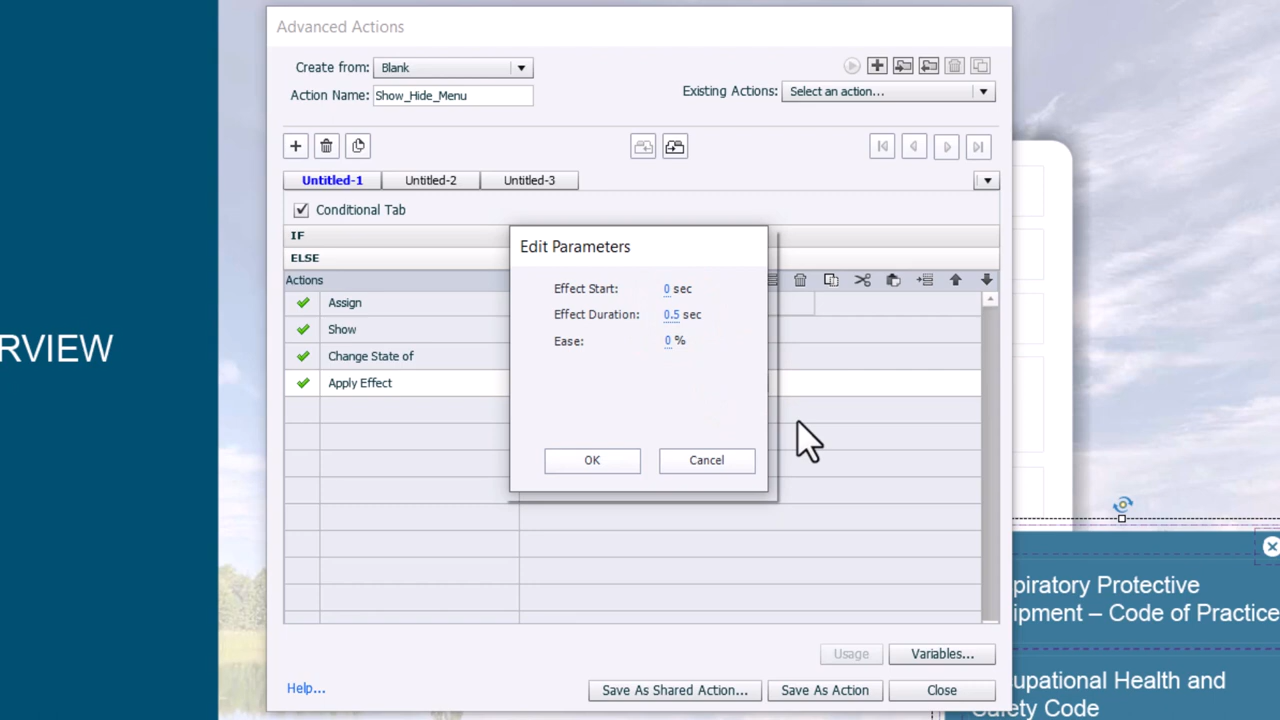 Advanced Actions
Create from: Blank
Action Name: Show_Hide_Menu
Existing Actions: Select an action...
Untitled-1 Untitled-2 Untitled-3
Conditional Tab
IF
ELSE
Actions
Assign
Show
Change State of
Apply Effect
Edit Parameters
Effect Start: 0 sec
Effect Duration: 0.5 sec
Ease: 0 %
OK Cancel
Usage Variables...
Help... Save As Shared Action... Save As Action Close
RVIEW
piratory Protective
ipment – Code of Practice
upational Health and
Safety Code